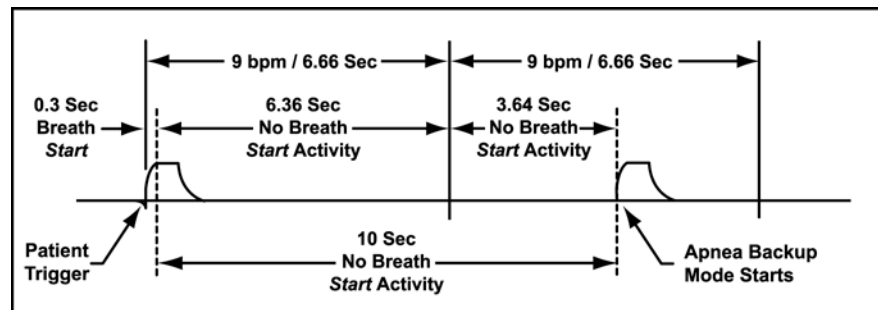 9 bpm / 6.66 Sec
9 bpm / 6.66 Sec
0.3 Sec
Breath
Start
6.36 Sec
No Breath
Start Activity
3.64 Sec
No Breath
Start Activity
Patient
Trigger
10 Sec
No Breath
Start Activity
Apnea Backup
Mode Starts